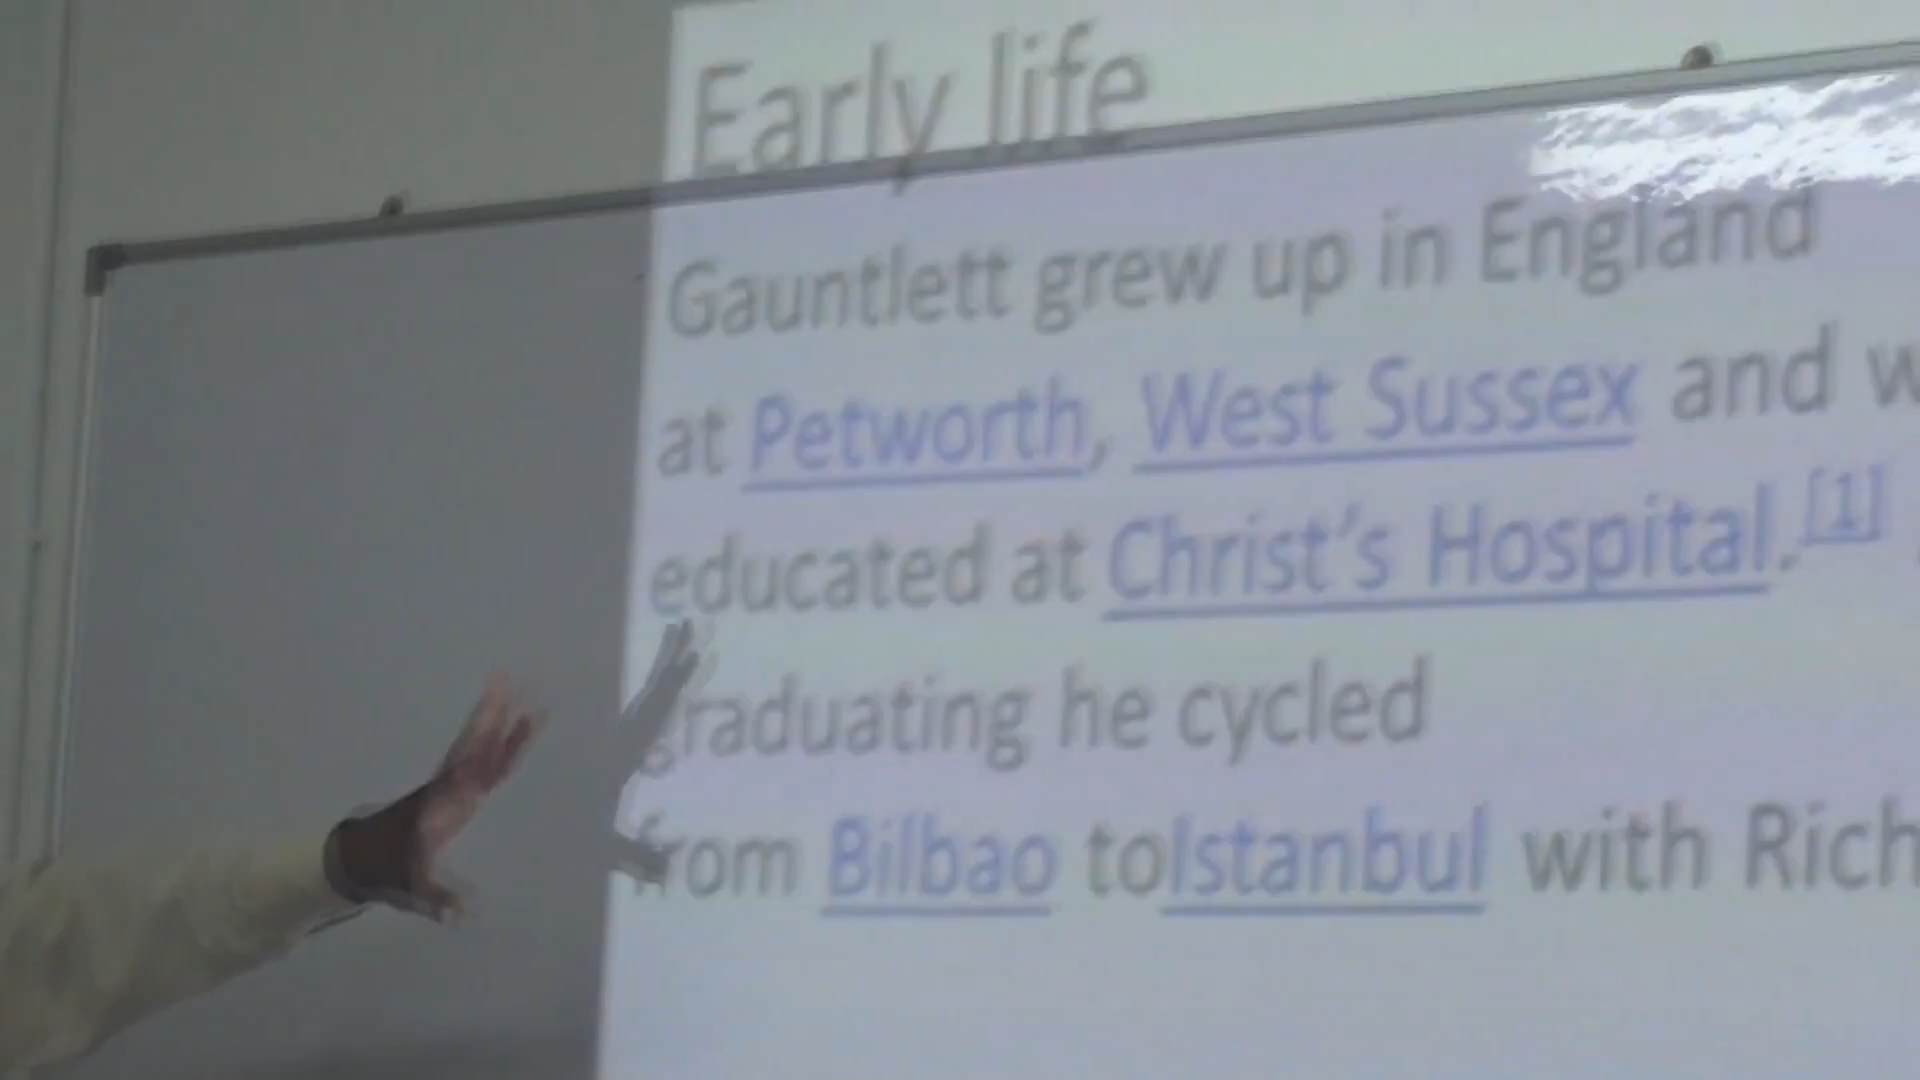 Early life
Gauntlett grew up in England
at Petworth, West Sussex and w
educated at Christ's Hospital.[1]
graduating he cycled
from Bilbao toIstanbul with Rich